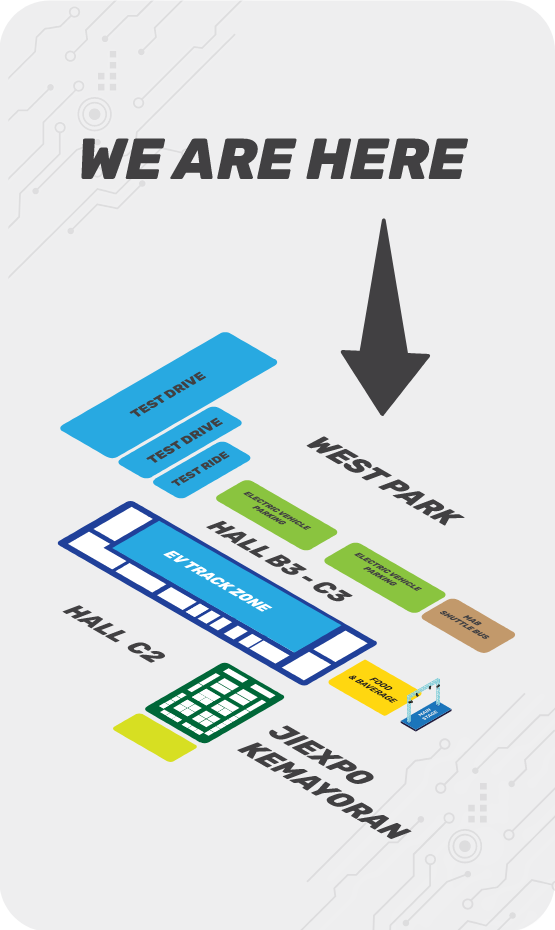 WE ARE HERE
TEST DRIVE
TEST DRIVE
TEST RIDE
WEST PARK
ELECTRIC VEHICLE
PARKING
HALL B3 - C3
ELECTRIC VEHICLE
PARKING
EV TRACK ZONE
HAB
SHUTTLE BUS
HALL C2
FOOD
& BAVERAGE
MAIN
STAGE
JIEXPO
KEMAYORAN